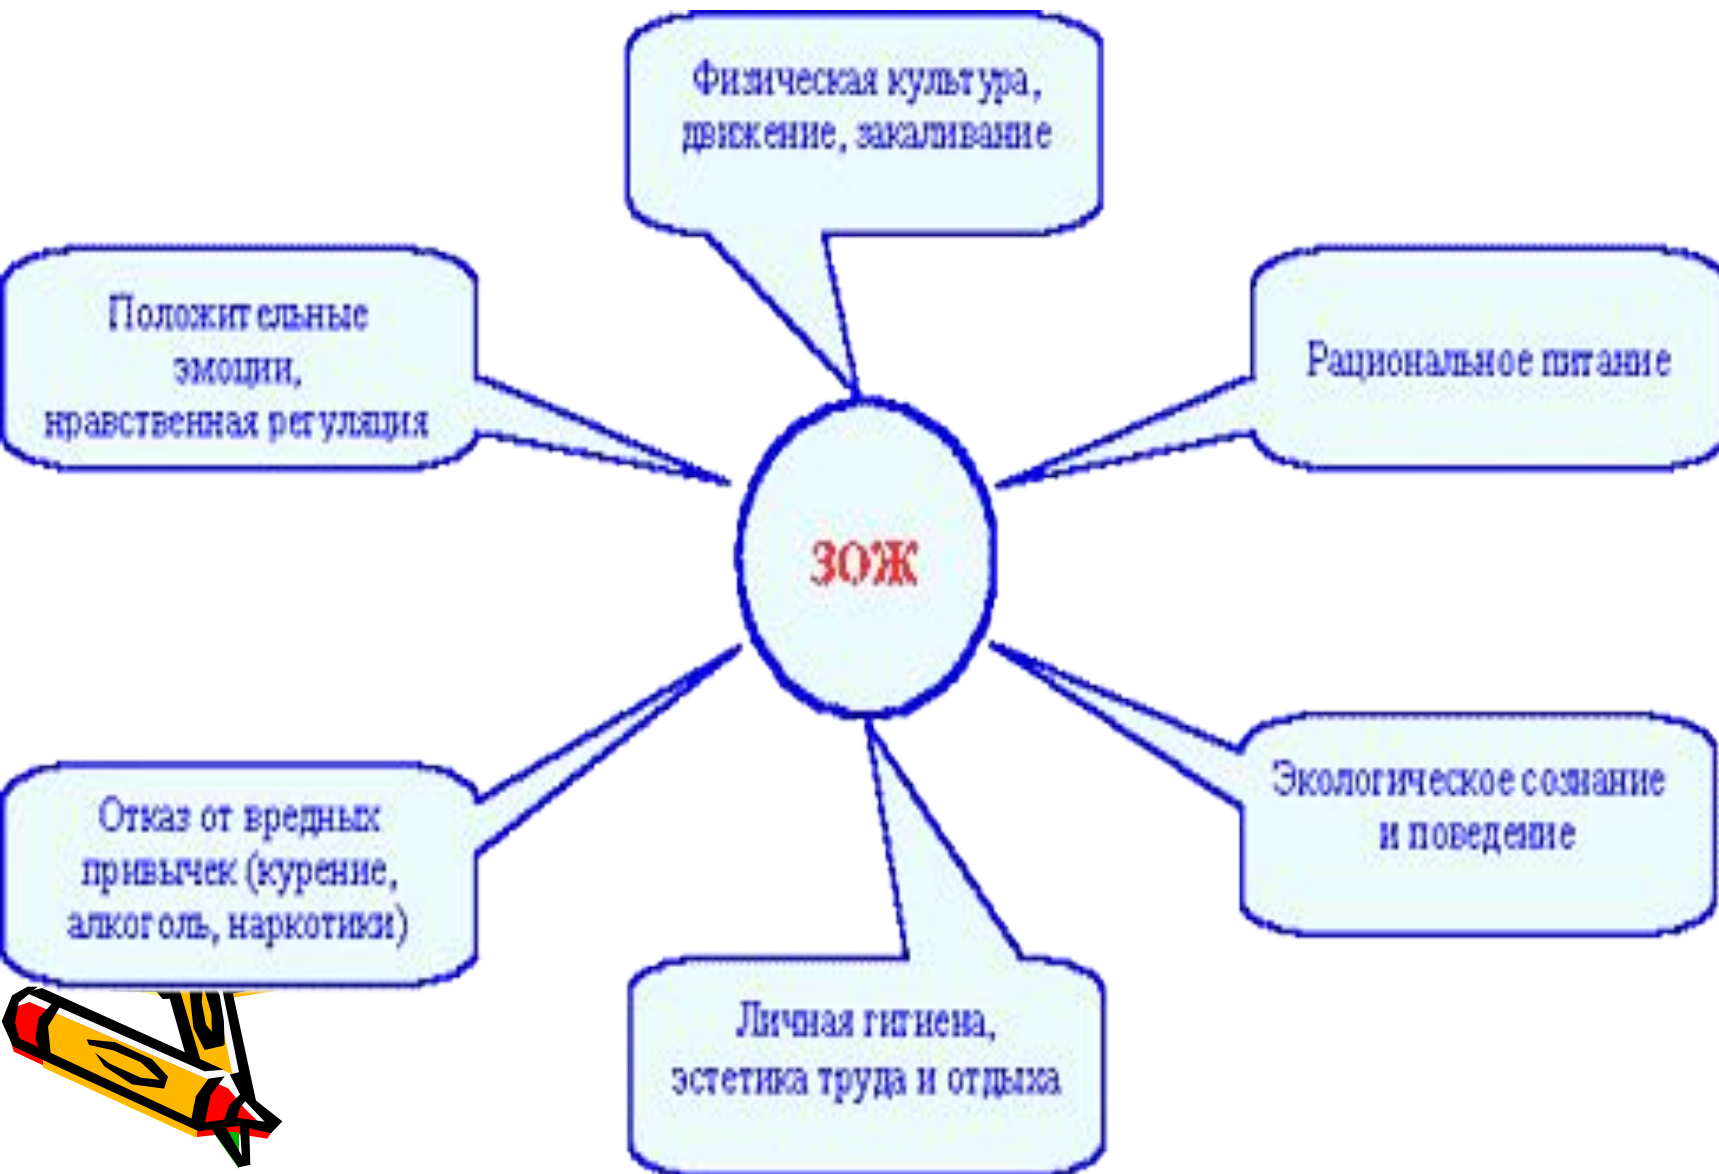 Физическая культура,
движение, закаливание
Положительные
эмоции,
нравственная регуляция
Рациональное питание
ЗОЖ
Отказ от вредных
привычек (курение,
алкоголь, наркотики)
Экологическое сознание
и поведение
Личная гигиена,
эстетика труда и отдыха